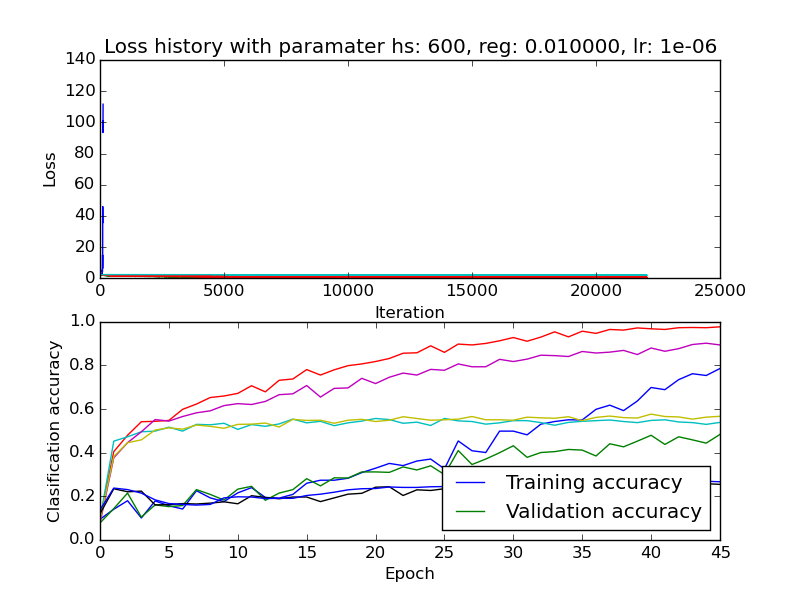 Loss history with paramater hs: 600, reg: 0.010000, lr: 1e-06
140
120
100
80
60
40
20
0
Loss
0 5000 10000 15000 20000 25000
Iteration
1.0
0.8
0.6
0.4
0.2
0.0
Clasification accuracy
Training accuracy
Validation accuracy
0 5 10 15 20 25 30 35 40 45
Epoch